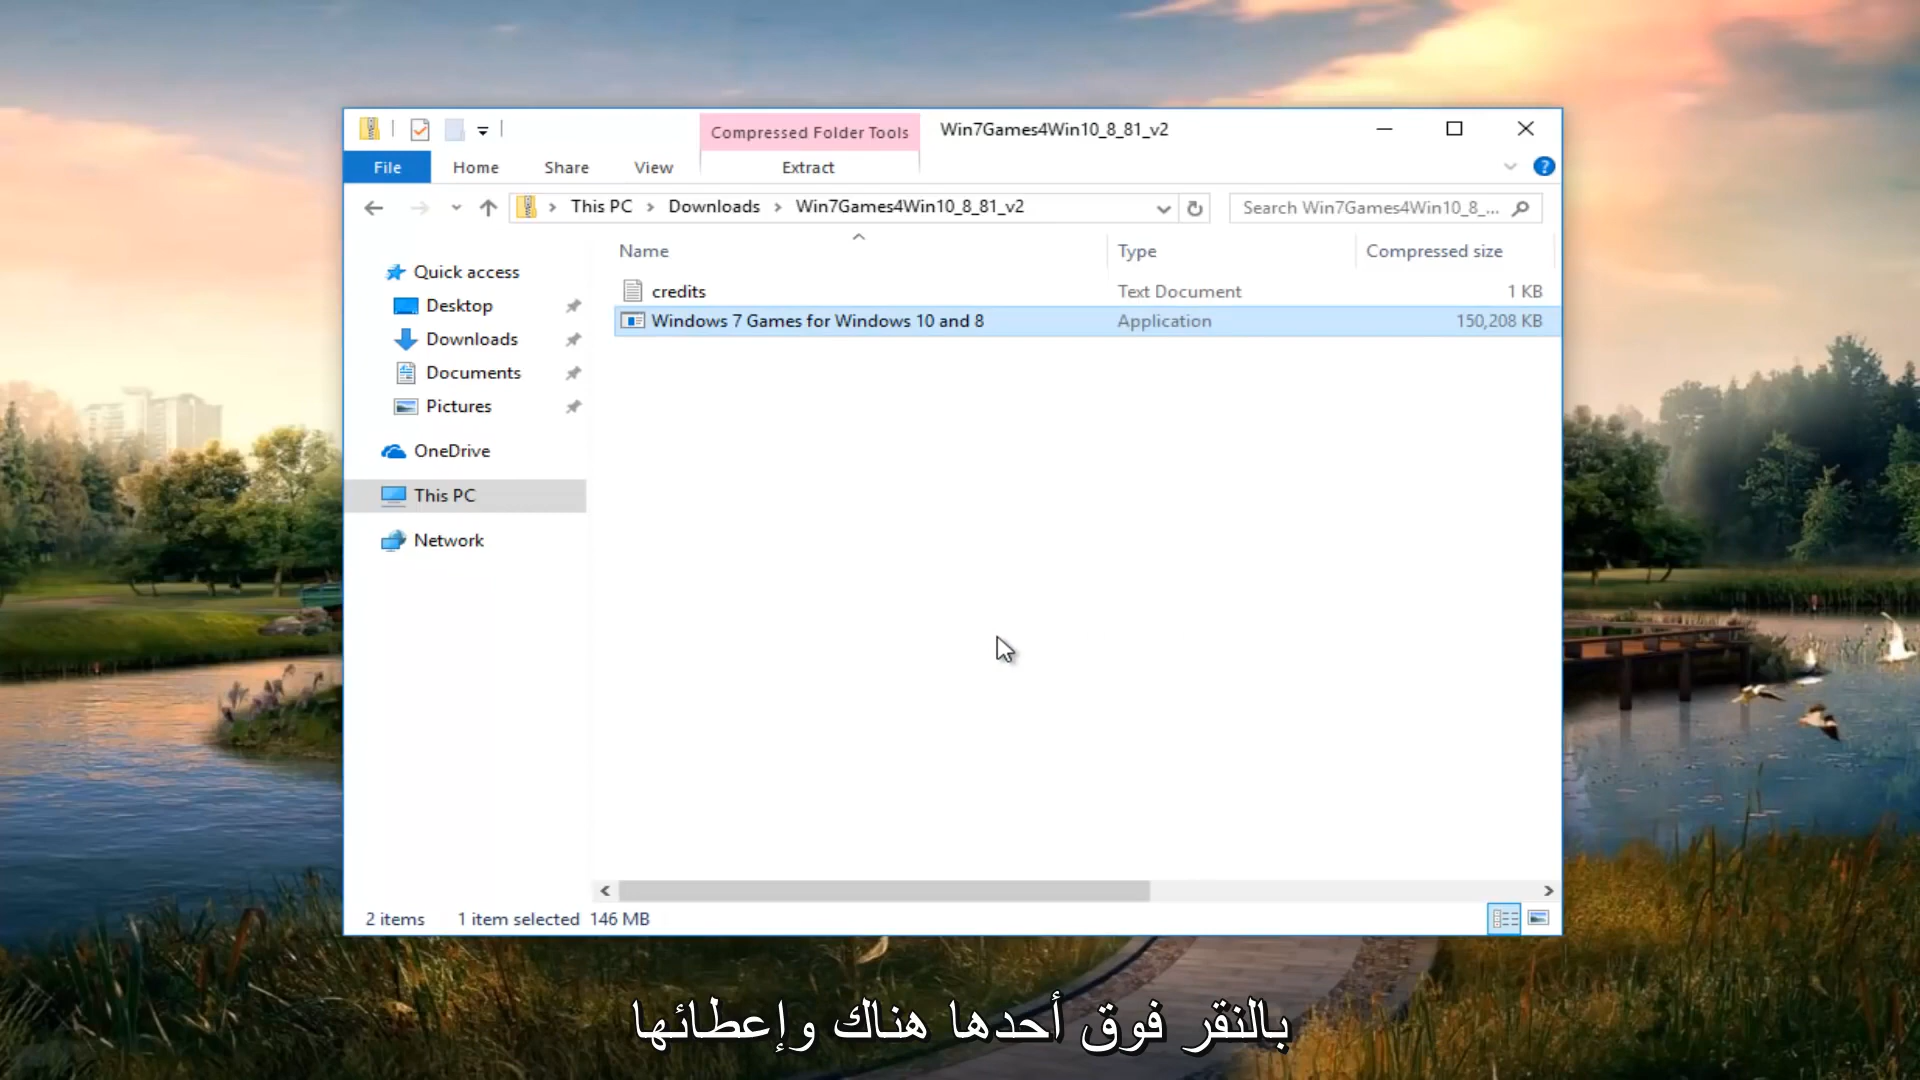 Compressed Folder Tools
Win7Games4Win10_8_81_v2
File
Home
Share
View
Extract
This PC
Downloads
Win7Games4Win10_8_81_v2
Search Win7Games4Win10_8_...
Name
Type
Compressed size
Quick access
Desktop
Downloads
Documents
Pictures
OneDrive
This PC
Network
credits
Text Document
1 KB
Windows 7 Games for Windows 10 and 8
Application
150,208 KB
2 items
1 item selected 146 MB
بالنقر فوق أحدها هناك وإعطائها